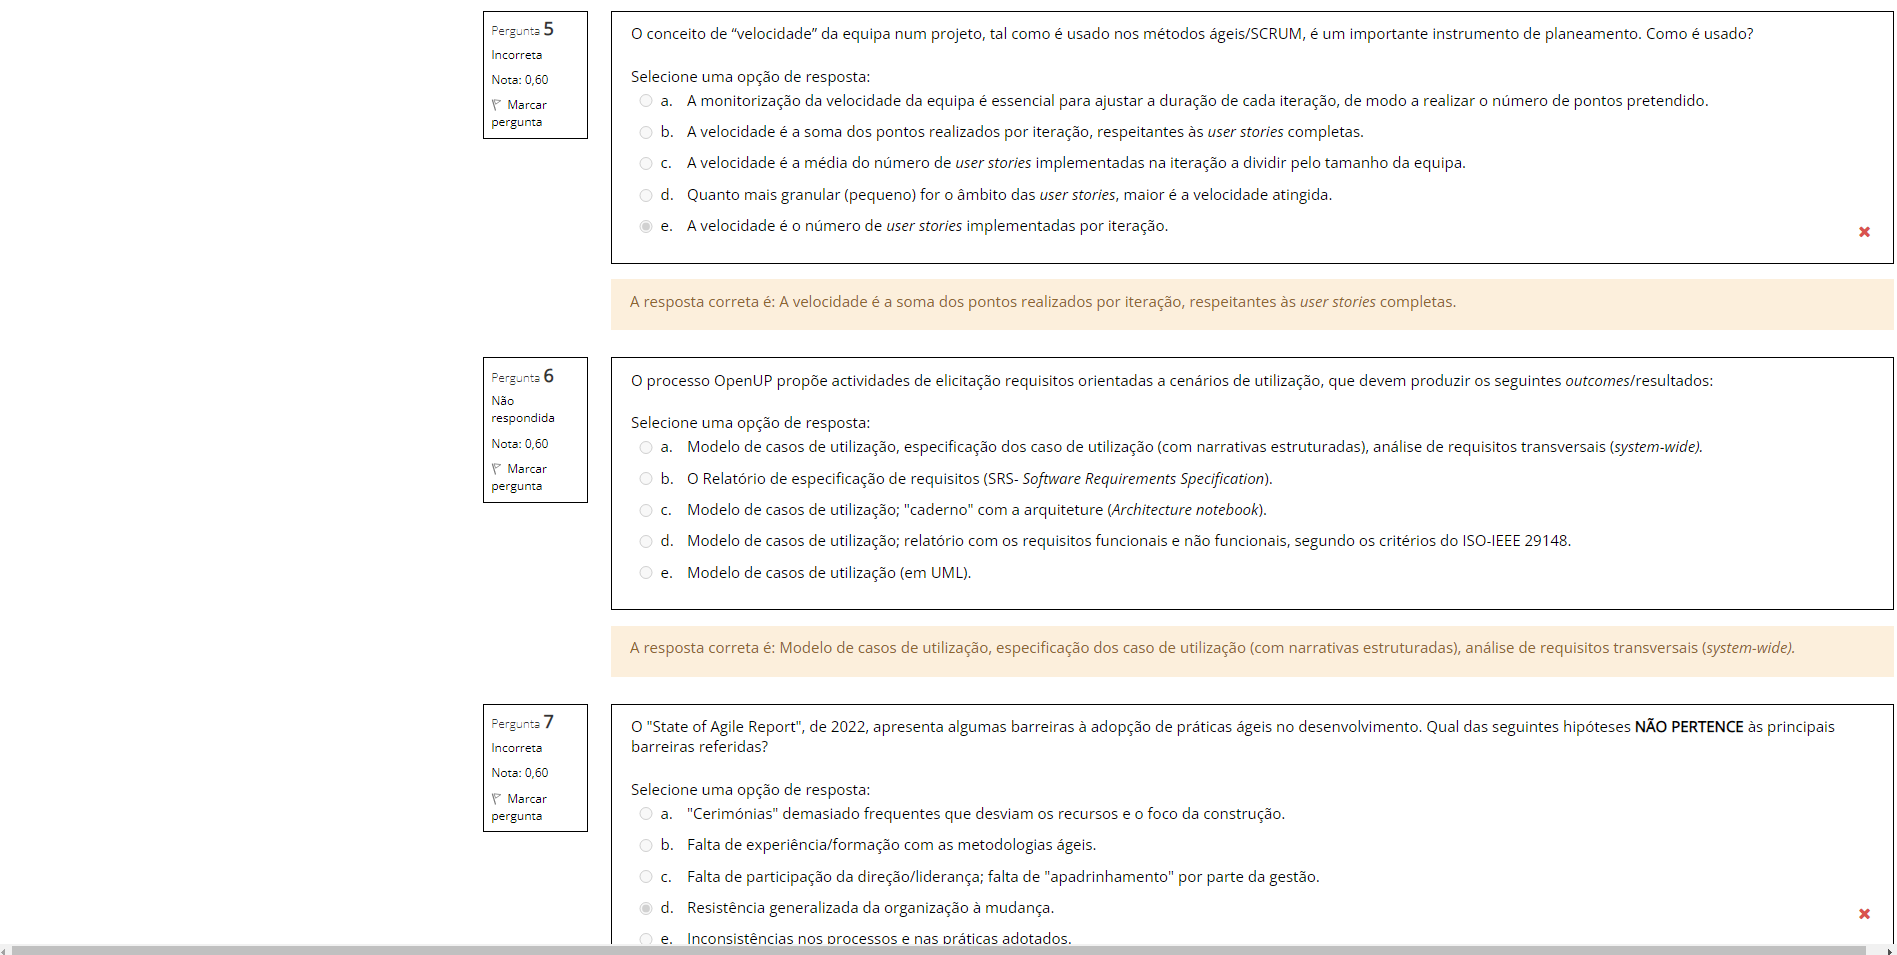 Pergunta 5
Incorreta
Nota: 0,60
Marcar
pergunta
O conceito de “velocidade” da equipa num projeto, tal como é usado nos métodos ágeis/SCRUM, é um importante instrumento de planeamento. Como é usado?
Selecione uma opção de resposta:
a. A monitorização da velocidade da equipa é essencial para ajustar a duração de cada iteração, de modo a realizar o número de pontos pretendido.
b. A velocidade é a soma dos pontos realizados por iteração, respeitantes às user stories completas.
c. A velocidade é a média do número de user stories implementadas na iteração a dividir pelo tamanho da equipa.
d. Quanto mais granular (pequeno) for o âmbito das user stories, maior é a velocidade atingida.
e. A velocidade é o número de user stories implementadas por iteração.
A resposta correta é: A velocidade é a soma dos pontos realizados por iteração, respeitantes às user stories completas.
Pergunta 6
Não
respondida
Nota: 0,60
Marcar
pergunta
O processo OpenUP propõe actividades de elicitação requisitos orientadas a cenários de utilização, que devem produzir os seguintes outcomes/resultados:
Selecione uma opção de resposta:
a. Modelo de casos de utilização, especificação dos caso de utilização (com narrativas estruturadas), análise de requisitos transversais (system-wide).
b. O Relatório de especificação de requisitos (SRS- Software Requirements Specification).
c. Modelo de casos de utilização; "caderno" com a arquiteture (Architecture notebook).
d. Modelo de casos de utilização; relatório com os requisitos funcionais e não funcionais, segundo os critérios do ISO-IEEE 29148.
e. Modelo de casos de utilização (em UML).
A resposta correta é: Modelo de casos de utilização, especificação dos caso de utilização (com narrativas estruturadas), análise de requisitos transversais (system-wide).
Pergunta 7
Incorreta
Nota: 0,60
Marcar
pergunta
O "State of Agile Report", de 2022, apresenta algumas barreiras à adopção de práticas ágeis no desenvolvimento. Qual das seguintes hipóteses NÃO PERTENCE às principais
barreiras referidas?
Selecione uma opção de resposta:
a. "Cerimónias" demasiado frequentes que desviam os recursos e o foco da construção.
b. Falta de experiência/formação com as metodologias ágeis.
c. Falta de participação da direção/liderança; falta de "apadrinhamento" por parte da gestão.
d. Resistência generalizada da organização à mudança.
e. Inconsistências nos processos e nas práticas adotados.